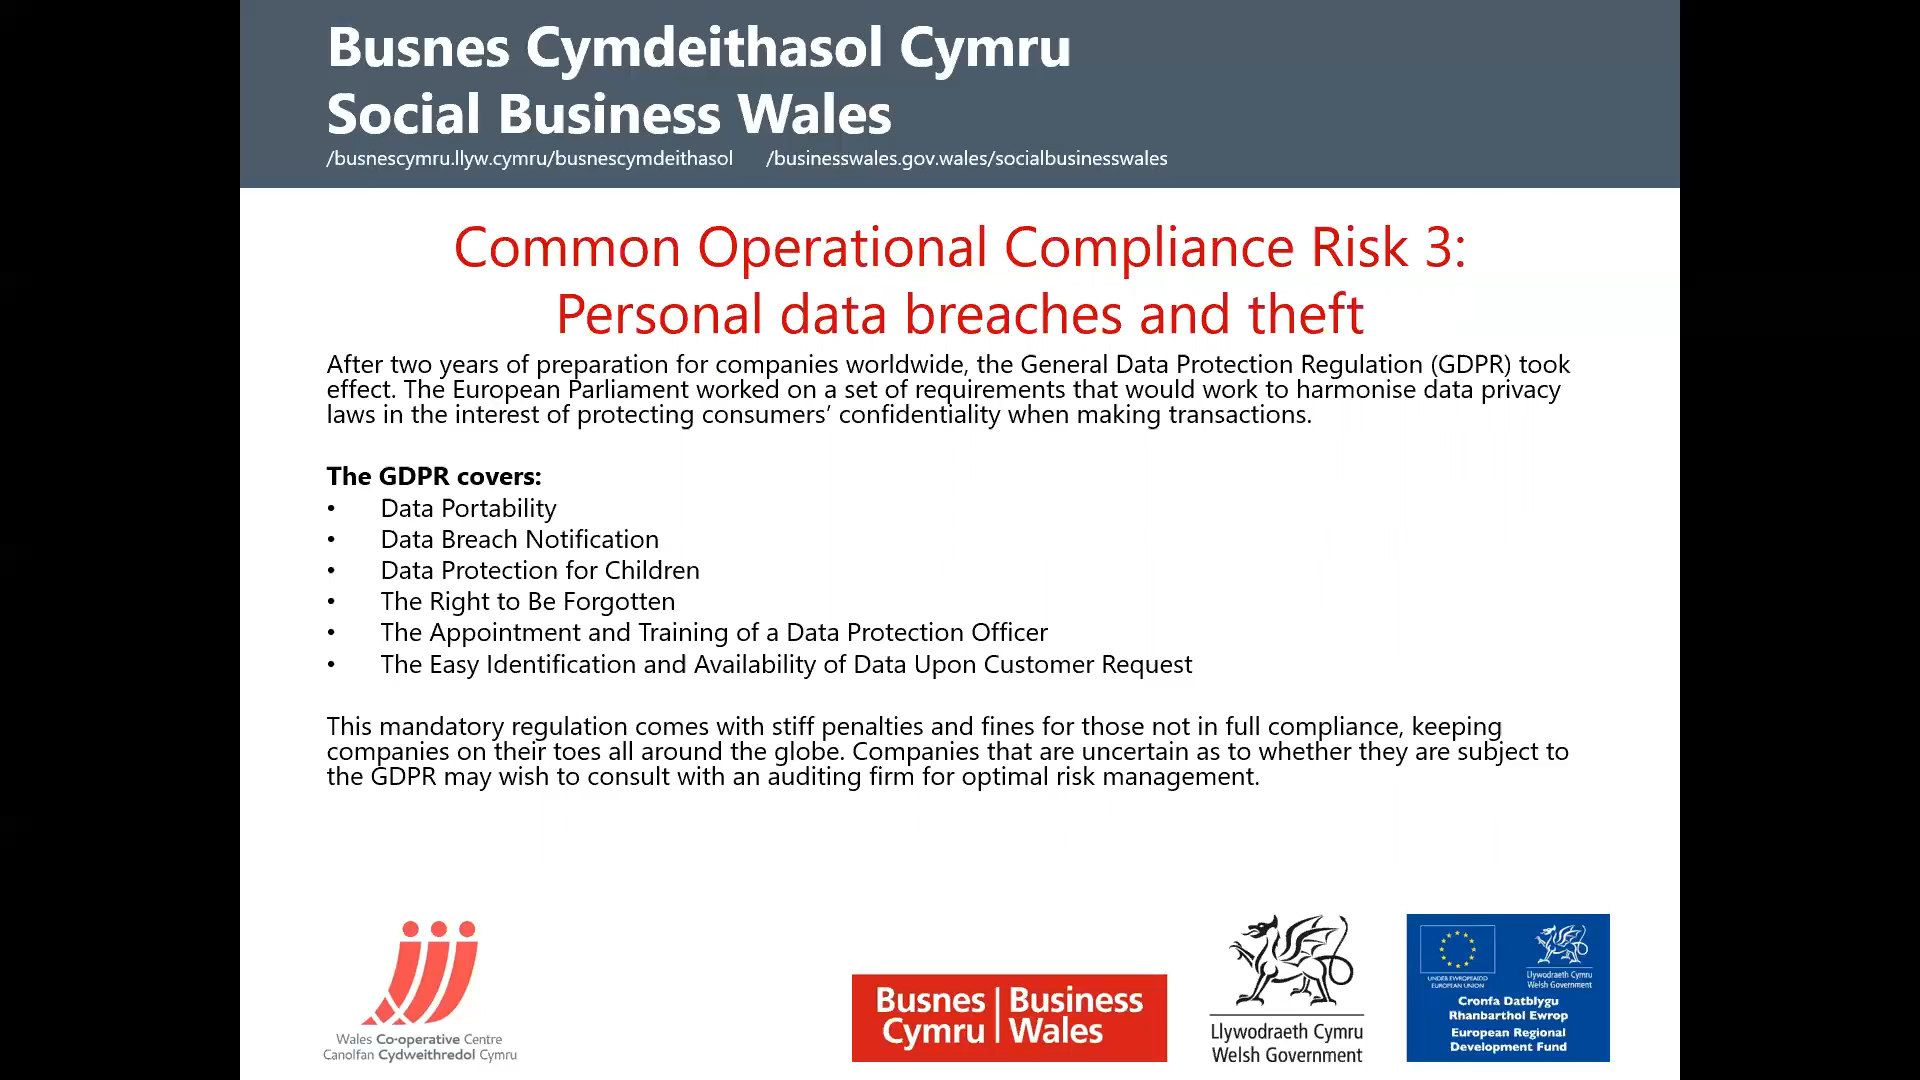 Busnes Cymdeithasol Cymru
Social Business Wales
/busnescymru.llyw.cymru/busnescymdeithasol /businesswales.gov.wales/socialbusinesswales
Common Operational Compliance Risk 3:
Personal data breaches and theft
After two years of preparation for companies worldwide, the General Data Protection Regulation (GDPR) took
effect. The European Parliament worked on a set of requirements that would work to harmonise data privacy
laws in the interest of protecting consumers’ confidentiality when making transactions.
The GDPR covers:
• Data Portability
• Data Breach Notification
• Data Protection for Children
• The Right to Be Forgotten
• The Appointment and Training of a Data Protection Officer
• The Easy Identification and Availability of Data Upon Customer Request
This mandatory regulation comes with stiff penalties and fines for those not in full compliance, keeping
companies on their toes all around the globe. Companies that are uncertain as to whether they are subject to
the GDPR may wish to consult with an auditing firm for optimal risk management.
Wales Co-operative Centre
Canolfan Cydweithredol Cymru
Busnes Cymru
Business Wales
Llywodraeth Cymru
Welsh Government
UNDEB EWROPEAIDD
EUROPEAN UNION
Llywodraeth Cymru
Welsh Government
Cronfa Datblygu
Rhanbarthol Ewrop
European Regional
Development Fund